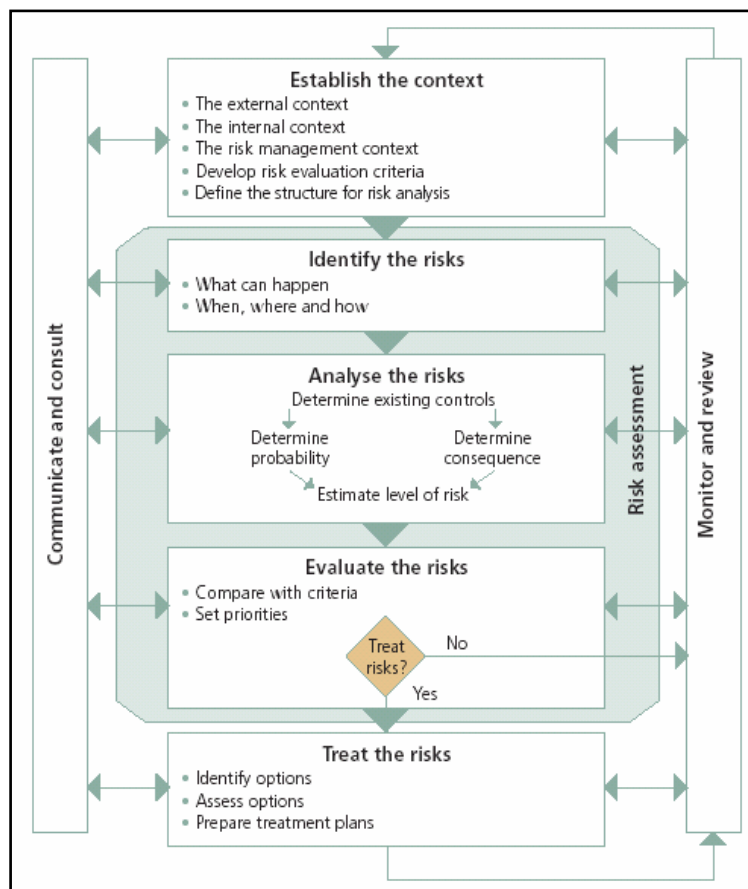 Establish the context
• The external context
• The internal context
• The risk management context
• Develop risk evaluation criteria
• Define the structure for risk analysis
Identify the risks
• What can happen
• When, where and how
Analyse the risks
Determine existing controls
Determine
probability
Determine
consequence
Estimate level of risk
Evaluate the risks
• Compare with criteria
• Set priorities
Treat
risks?
No
Yes
Treat the risks
• Identify options
• Assess options
• Prepare treatment plans
Communicate and consult
Risk assessment
Monitor and review